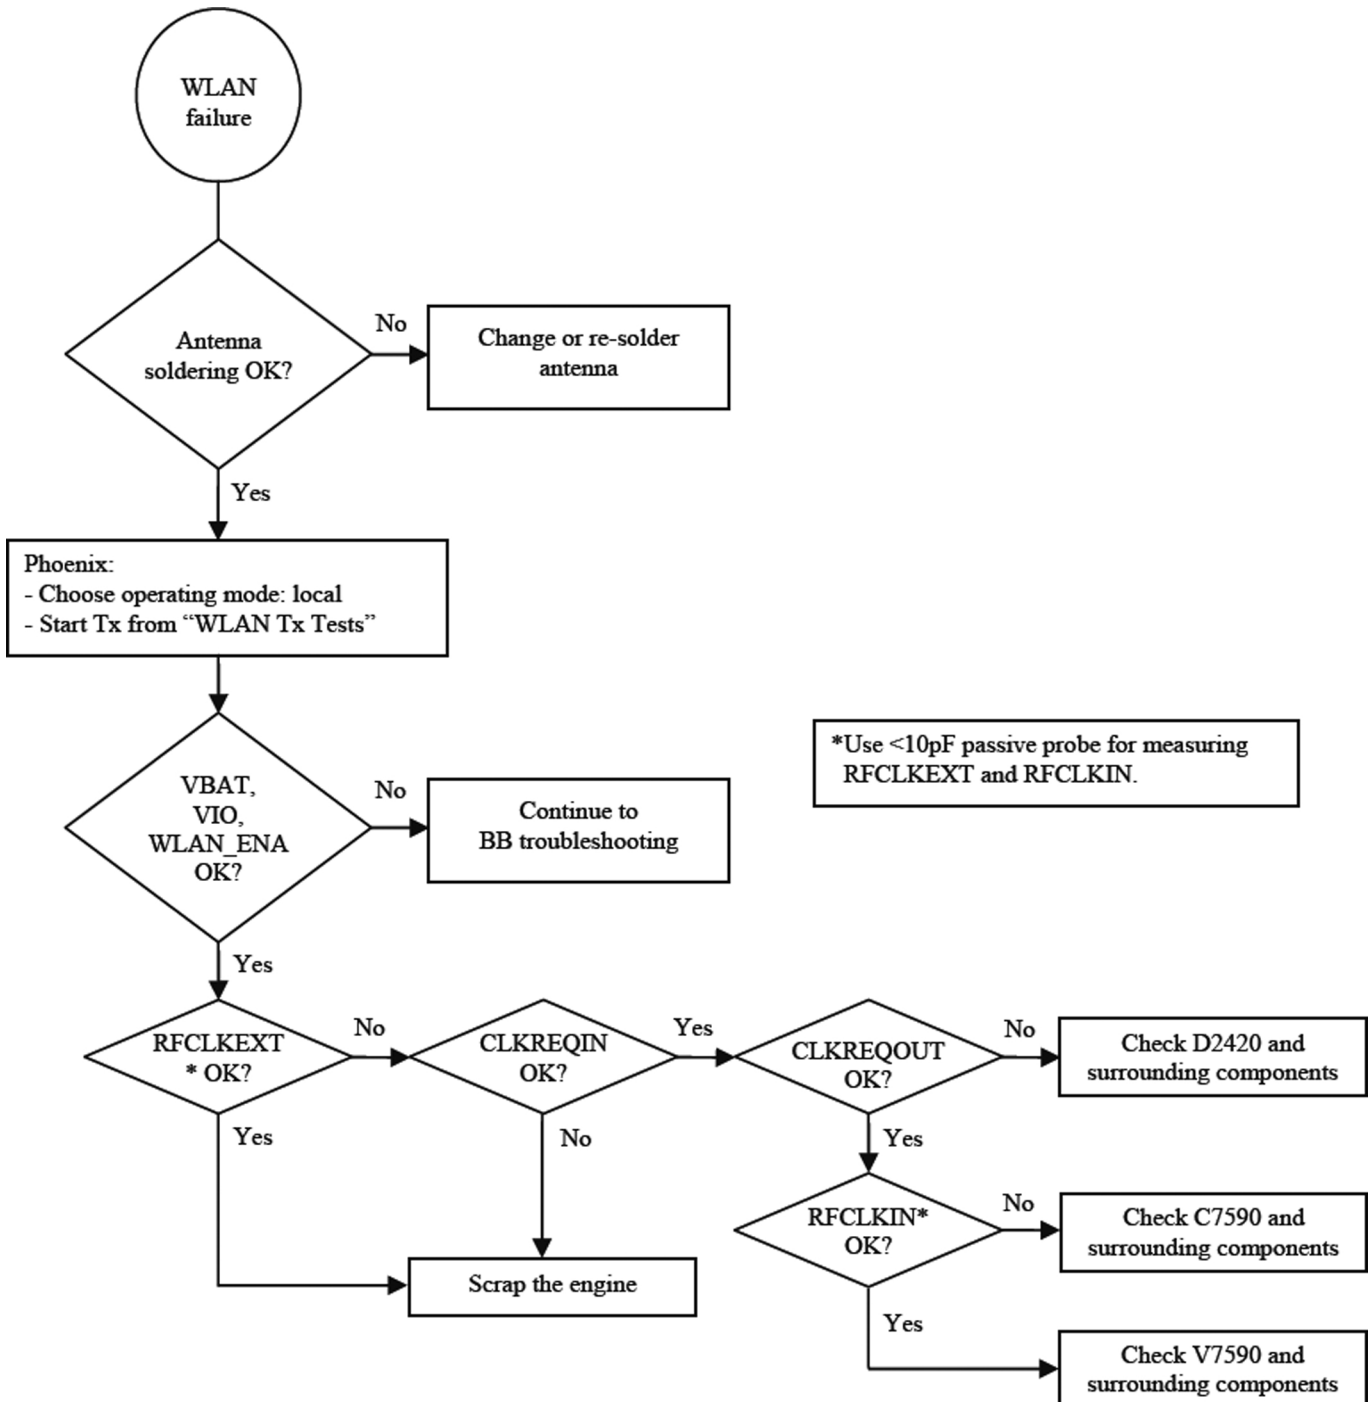 WLAN
failure
Antenna
soldering OK?
No
Change or re-solder
antenna
Yes
Phoenix:
- Choose operating mode: local
- Start Tx from “WLAN Tx Tests”
VBAT,
VIO,
WLAN_ENA
OK?
No
Continue to
BB troubleshooting
*Use <10pF passive probe for measuring
RFCLKEXT and RFCLKIN.
Yes
RFCLKEXT
* OK?
No
CLKREQIN
OK?
Yes
CLKREQOUT
OK?
No
Check D2420 and
surrounding components
Yes
No
Yes
RFCLKIN*
OK?
No
Check C7590 and
surrounding components
Scrap the engine
Yes
Check V7590 and
surrounding components